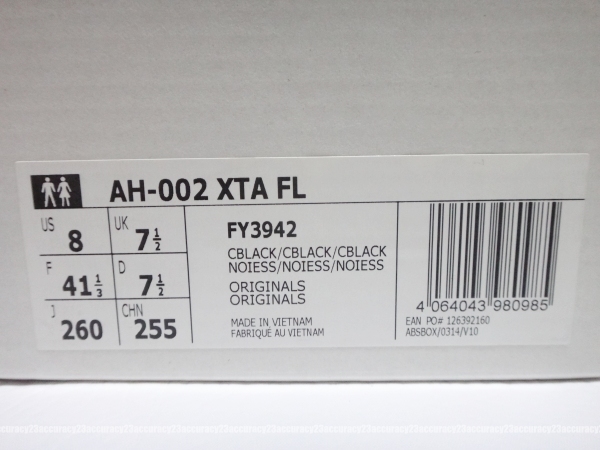 AH-002 XTA FL
US 8 UK 7 1/2
F 41 1/3 D 7 1/2
J 260 CHN 255
FY3942
CBLACK/CBLACK/CBLACK
NOIESS/NOIESS/NOIESS
ORIGINALS
ORIGINALS
MADE IN VIETNAM
FABRIQUÉ AU VIETNAM
4 064043 980985
EAN PO# 126392160
ABSBOX/0314/V10